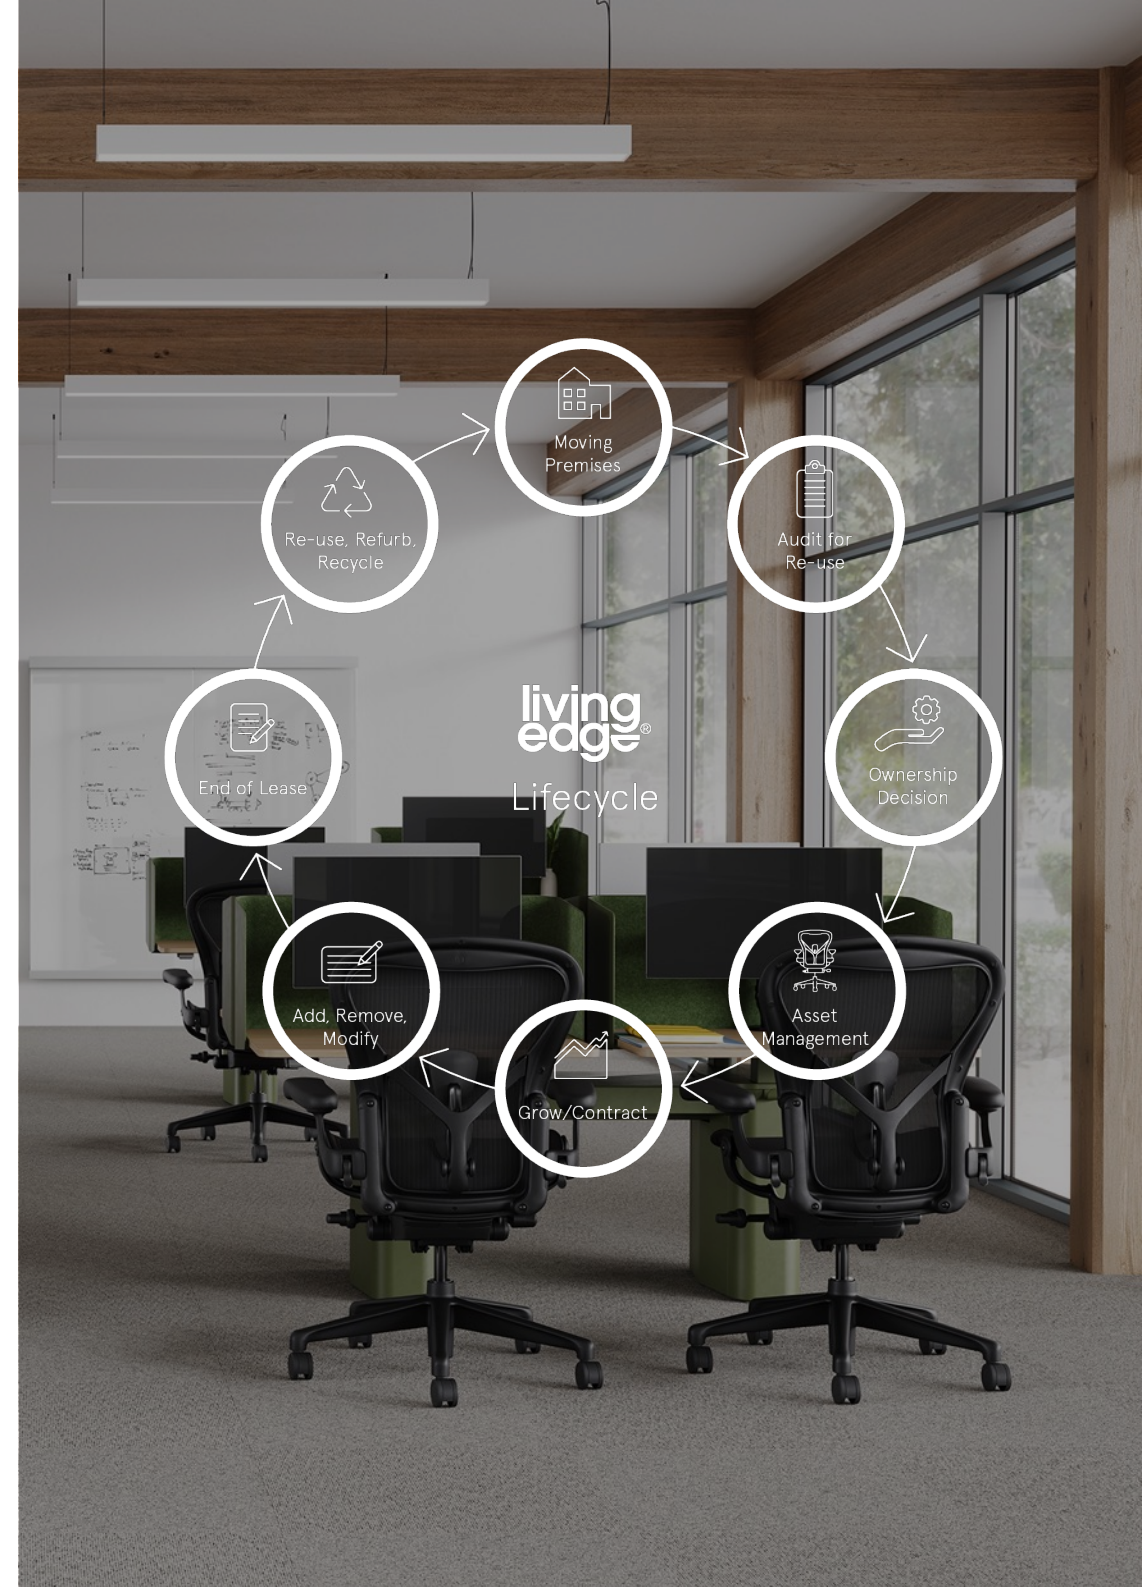 Moving
Premises
Audit for
Re-use
Ownership
Decision
Asset
Management
Grow/Contract
Add, Remove,
Modify
End of Lease
Re-use, Refurb,
Recycle
living
edge®
Lifecycle